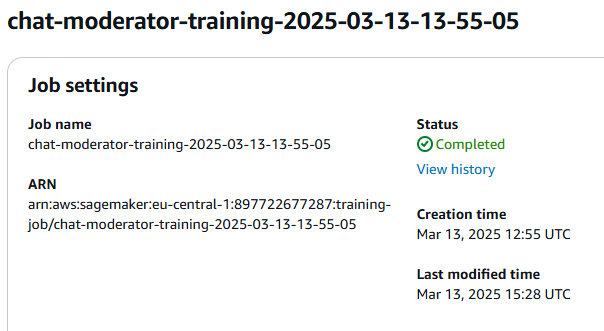 chat-moderator-training-2025-03-13-13-55-05
Job settings
Job name
chat-moderator-training-2025-03-13-13-55-05
ARN
arn:aws:sagemaker:eu-central-1:897722677287:training-
job/chat-moderator-training-2025-03-13-13-55-05
Status
Completed
View history
Creation time
Mar 13, 2025 12:55 UTC
Last modified time
Mar 13, 2025 15:28 UTC